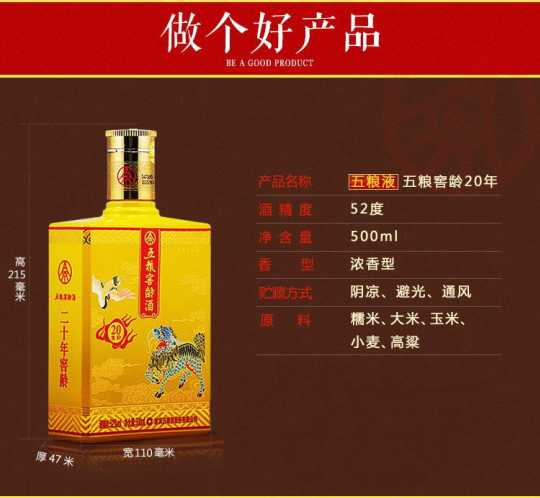 做个好产品
BE A GOOD PRODUCT
产品名称 五粮液 五粮窖龄20年
酒精度 52度
净含量 500ml
香型 浓香型
贮藏方式 阴凉、避光、通风
原料 糯米、大米、玉米、
小麦、高粱
高
215
毫
米
厚47米
宽110毫米
五粮窖龄酒
20
二十年窖龄